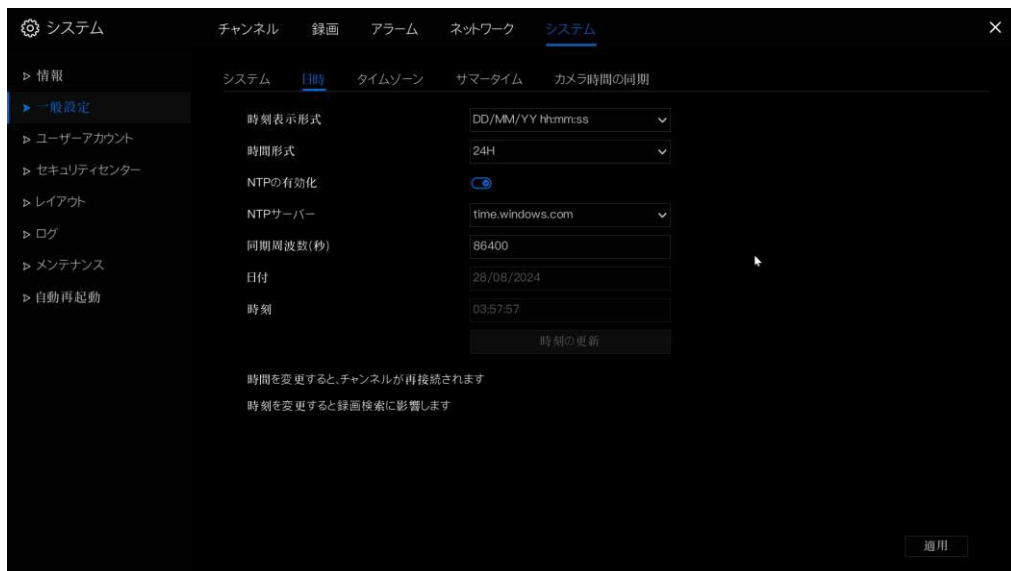 システム
チャンネル 録画 アラーム ネットワーク システム
情報
一般設定
ユーザーアカウント
セキュリティセンター
レイアウト
ログ
メンテナンス
自動再起動
システム 日時 タイムゾーン サマータイム カメラ時間の同期
時刻表示形式 DD/MM/YY hh:mm:ss
時間形式 24H
NTPの有効化
NTPサーバー time.windows.com
同期周波数(秒) 86400
日付 28/08/2024
時刻 03:57:57
時刻の更新
時間を変更すると、チャンネルが再接続されます
時刻を変更すると録画検索に影響します
適用